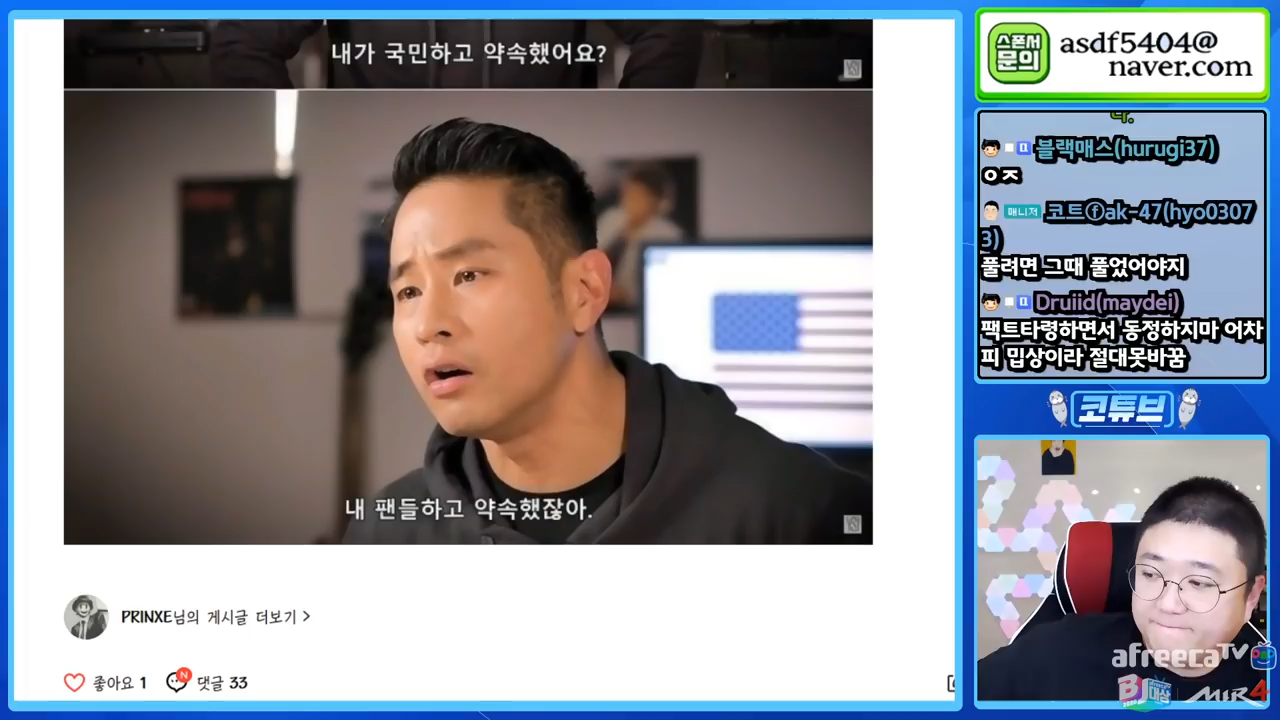 내가 국민하고 약속했어요?
내 팬들하고 약속했잖아.
PRINXE님의 게시글 더보기 >
좋아요 1
N
댓글 33
스폰서
문의
asdf5404@
naver.com
다.
블랙매스(hurugi37)
ㅇㅈ
매니저 코트ⓕak-47(hyo0307
3)
풀려면 그때 풀었어야지
Druiid(maydei)
팩트타령하면서 동정하지마 어차
피 밉상이라 절대못바꿈
코튜브
afreecaTV
BJ대상
MIR4